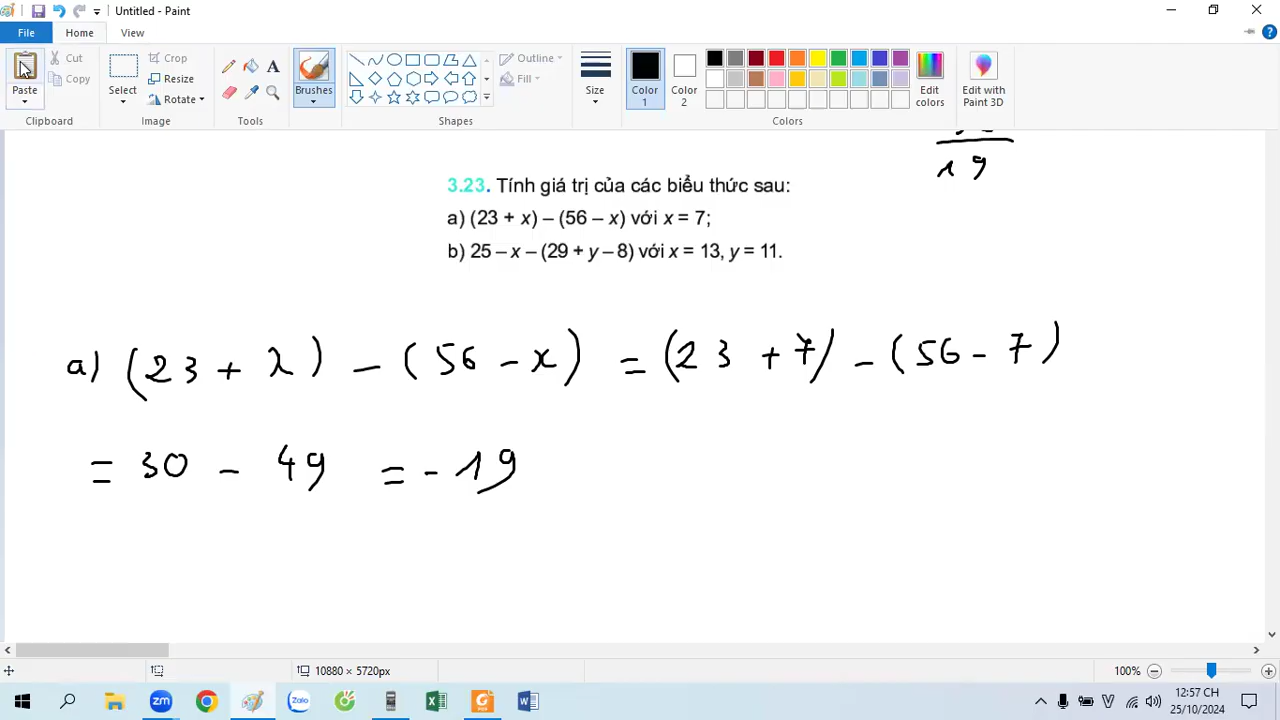 Untitled - Paint
File Home View
Paste
Cut
Copy
Clipboard
Select
Crop
Resize
Rotate
Image
Tools
Brushes
Shapes
Outline
Fill
Size
Color 1
Color 2
Colors
Edit colors
Edit with Paint 3D
19
3.23. Tính giá trị của các biểu thức sau:
a) (23 + x) – (56 – x) với x = 7;
b) 25 – x – (29 + y – 8) với x = 13, y = 11.
a) (23 + x) - (56 - x) = (23 + 7) - (56 - 7)
= 30 - 49 = - 19
10880 × 5720px
100%
zm
Zalo
12:57 CH
25/10/2024